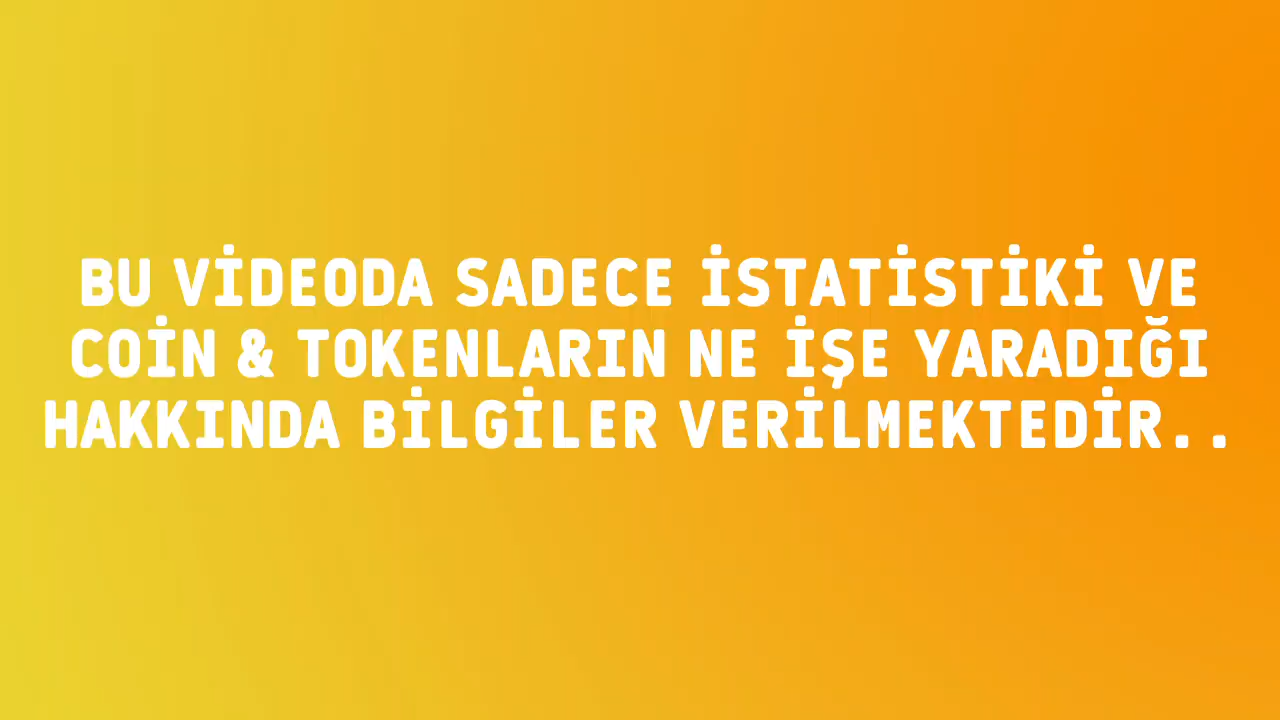 BU VİDEODA SADECE İSTATİSTİKİ VE
COİN & TOKENLARIN NE İŞE YARADIĞI
HAKKINDA BİLGİLER VERİLMEKTEDİR..